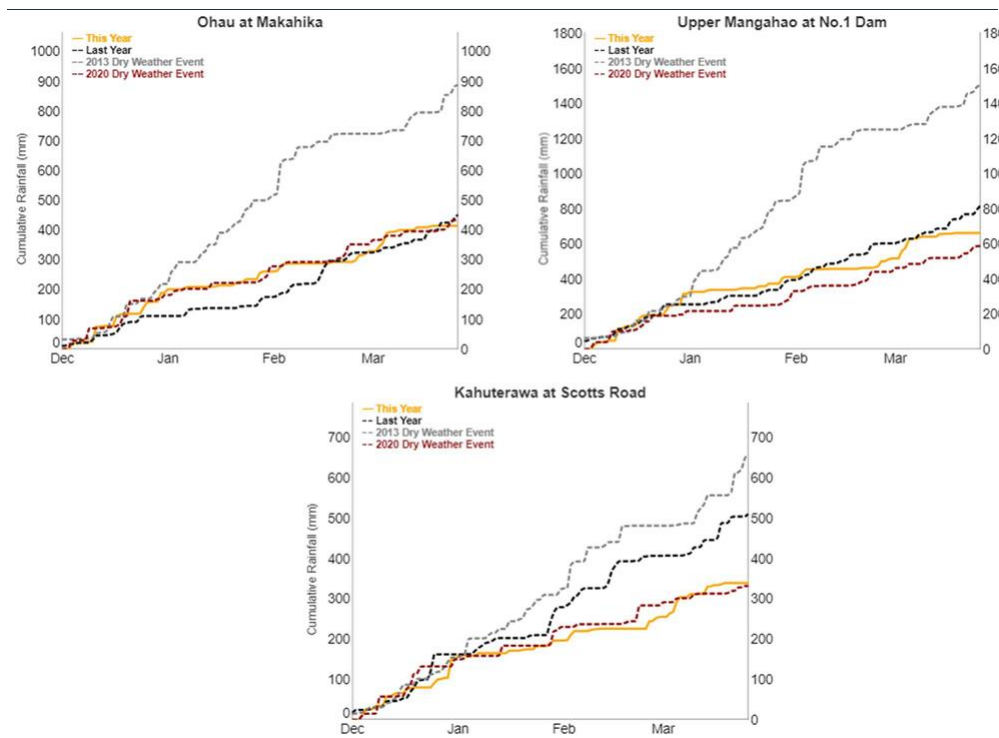 Ohau at Makahika
This Year
Last Year
2013 Dry Weather Event
2020 Dry Weather Event
Cumulative Rainfall (mm)
1000 1000
900 900
800 800
700 700
600 600
500 500
400 400
300 300
200 200
100 100
0 0
Dec Jan Feb Mar
Upper Mangahao at No.1 Dam
This Year
Last Year
2013 Dry Weather Event
2020 Dry Weather Event
Cumulative Rainfall (mm)
1800 180
1600 160
1400 140
1200 120
1000 100
800 800
600 600
400 400
200 200
0 0
Dec Jan Feb Mar
Kahuterawa at Scotts Road
This Year
Last Year
2013 Dry Weather Event
2020 Dry Weather Event
Cumulative Rainfall (mm)
700 700
600 600
500 500
400 400
300 300
200 200
100 100
0 0
Dec Jan Feb Mar